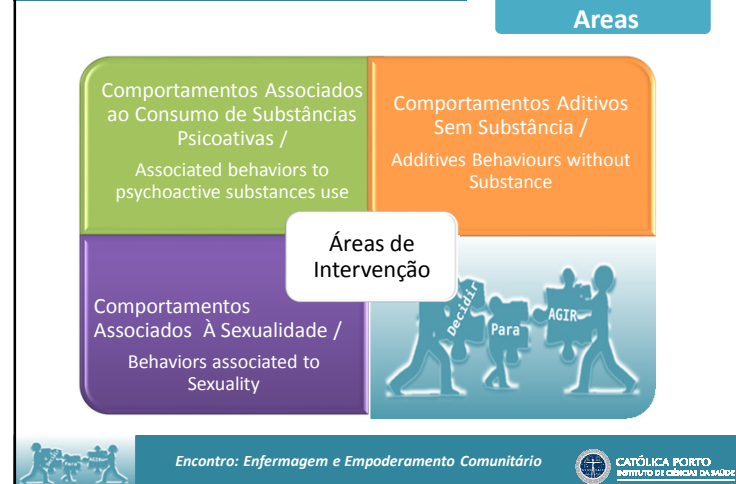 Areas
Comportamentos Associados
ao Consumo de Substâncias
Psicoativas /
Associated behaviors to
psychoactive substances use
Comportamentos Aditivos
Sem Substância /
Additives Behaviours without
Substance
Áreas de
Intervenção
Comportamentos
Associados À Sexualidade /
Behaviors associated to
Sexuality
Decidir
Para
AGIR
Para
AGIR
Encontro: Enfermagem e Empoderamento Comunitário
CATÓLICA PORTO
INSTITUTO DE CIÊNCIAS DA SAÚDE